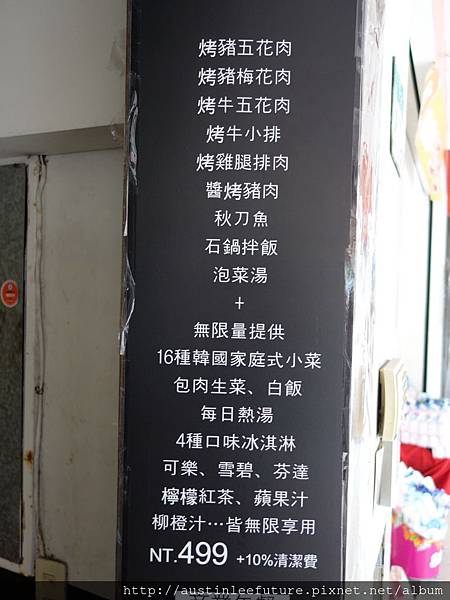 烤豬五花肉
烤豬梅花肉
烤牛五花肉
烤牛小排
烤雞腿排肉
醬烤豬肉
秋刀魚
石鍋拌飯
泡菜湯
+
無限量提供
16種韓國家庭式小菜
包肉生菜、白飯
每日熱湯
4種口味冰淇淋
可樂、雪碧、芬達
檸檬紅茶、蘋果汁
柳橙汁…皆無限享用
NT.499 +10%清潔費
http://austinleefuture.pixnet.net/album